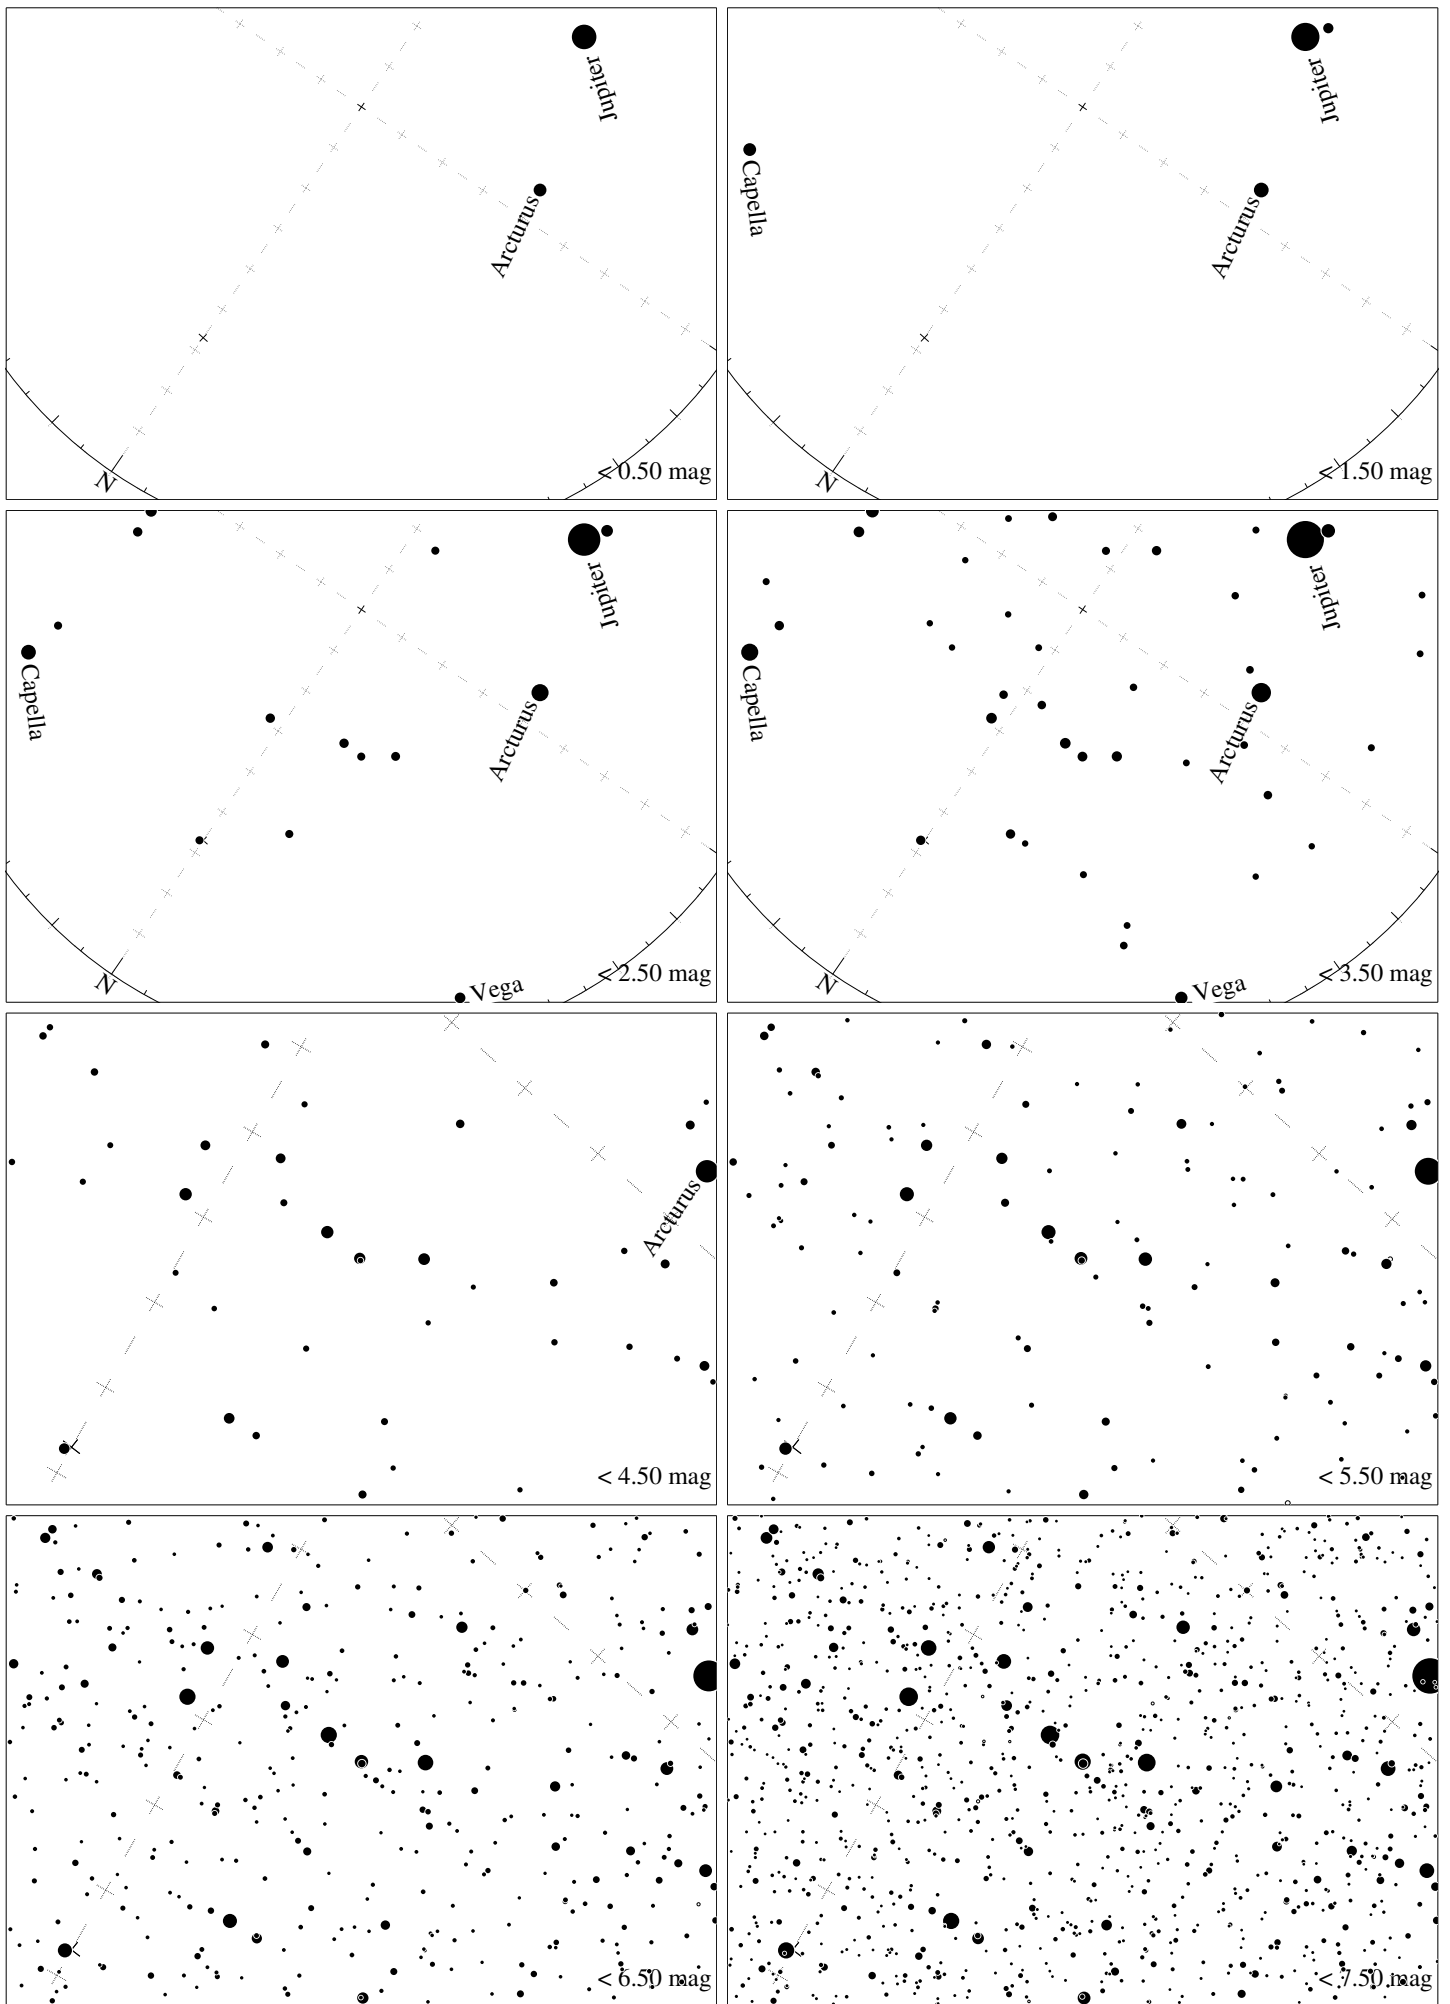 Jupiter
Arcturus
N
< 0.50 mag
Jupiter
Capella
Arcturus
N
< 1.50 mag
Jupiter
Capella
Arcturus
N
Vega
< 2.50 mag
Jupiter
Capella
Arcturus
N
Vega
< 3.50 mag
Arcturus
< 4.50 mag
< 5.50 mag
< 6.50 mag
< 7.50 mag